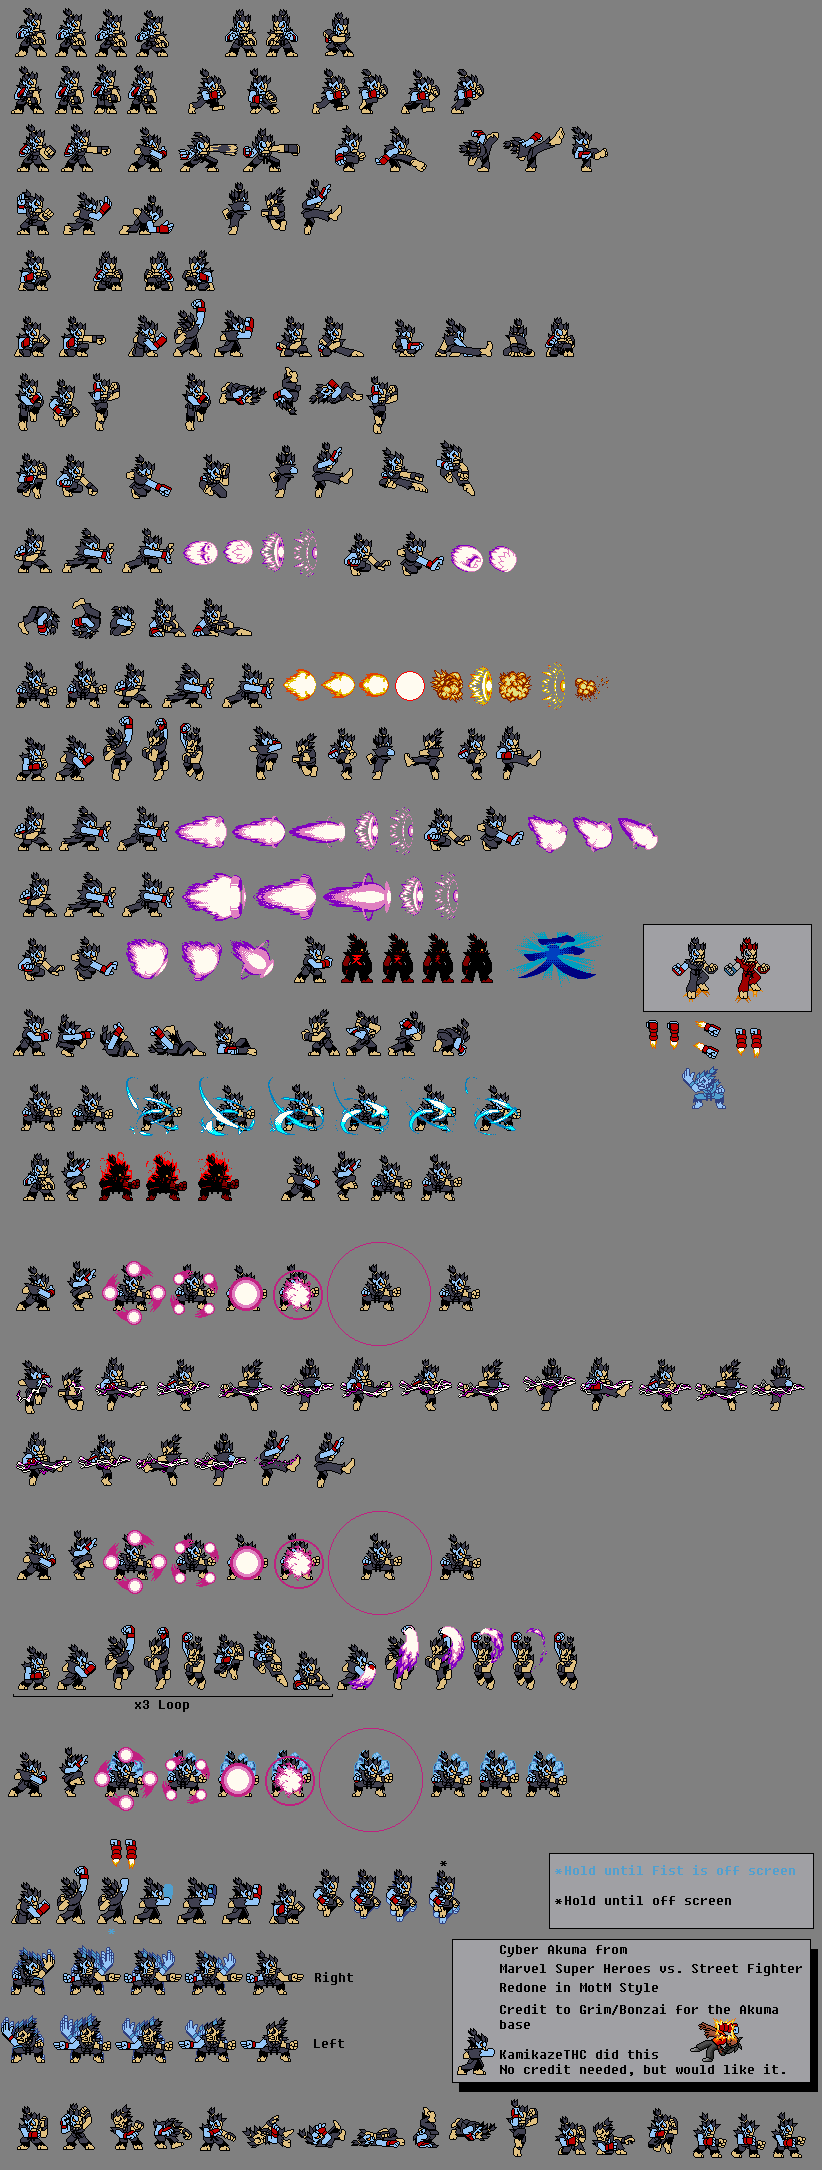 天
x3 Loop
*
*Hold until Fist is off screen
*Hold until off screen
Right
Left
Cyber Akuma from
Marvel Super Heroes vs. Street Fighter
Redone in MotM Style
Credit to Grim/Bonzai for the Akuma
base
KamikazeTHC did this
No credit needed, but would like it.